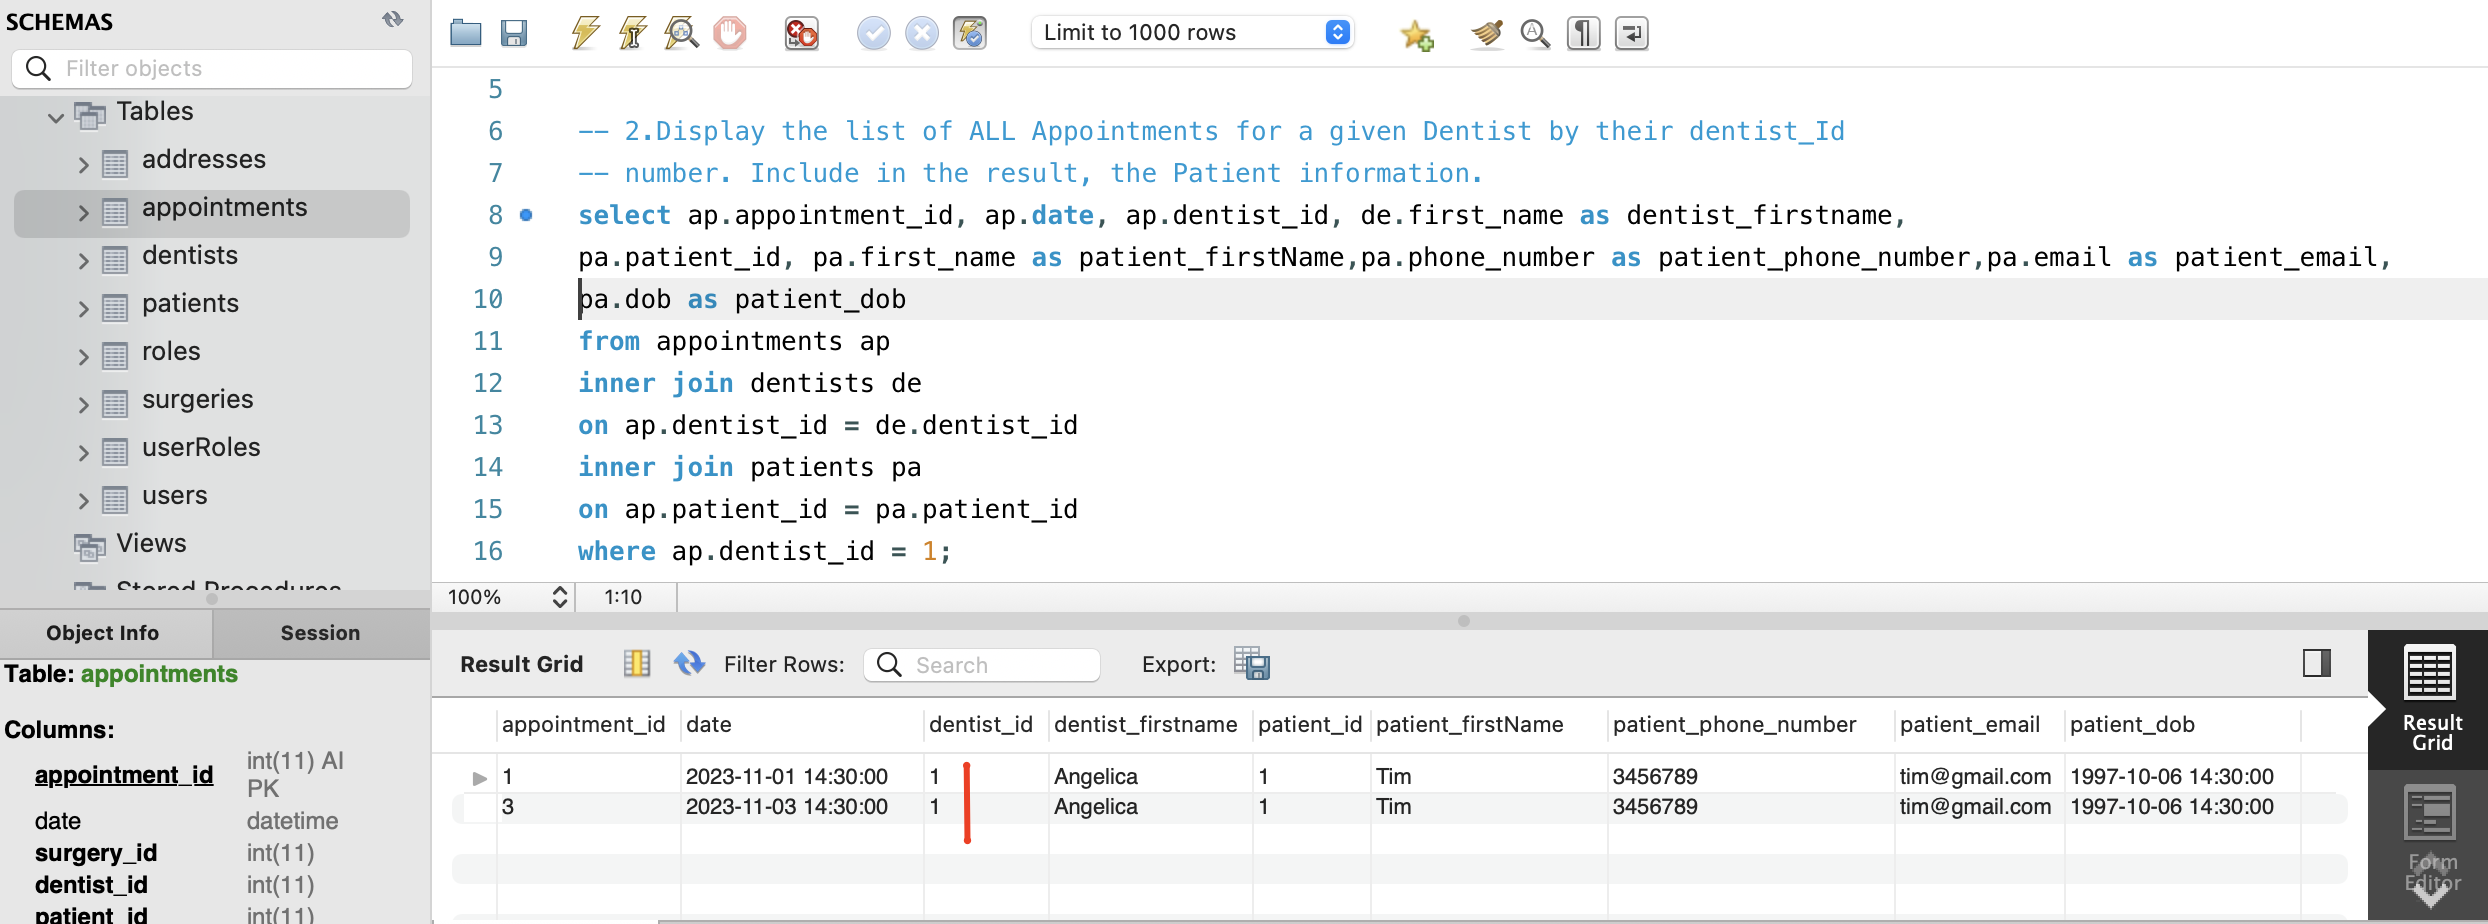 SCHEMAS
Filter objects
Tables
addresses
appointments
dentists
patients
roles
surgeries
userRoles
users
Views
Stored Procedures
Object Info Session
Table: appointments
Columns:
appointment_id int(11) AI
PK
date datetime
surgery_id int(11)
dentist_id int(11)
patient_id int(11)
Limit to 1000 rows
5
6 -- 2.Display the list of ALL Appointments for a given Dentist by their dentist_Id
7 -- number. Include in the result, the Patient information.
8 select ap.appointment_id, ap.date, ap.dentist_id, de.first_name as dentist_firstname,
9 pa.patient_id, pa.first_name as patient_firstName,pa.phone_number as patient_phone_number,pa.email as patient_email,
10 pa.dob as patient_dob
11 from appointments ap
12 inner join dentists de
13 on ap.dentist_id = de.dentist_id
14 inner join patients pa
15 on ap.patient_id = pa.patient_id
16 where ap.dentist_id = 1;
100% 1:10
Result Grid Filter Rows: Search Export:
appointment_id date dentist_id dentist_firstname patient_id patient_firstName patient_phone_number patient_email patient_dob
1 2023-11-01 14:30:00 1 Angelica 1 Tim 3456789 tim@gmail.com 1997-10-06 14:30:00
3 2023-11-03 14:30:00 1 Angelica 1 Tim 3456789 tim@gmail.com 1997-10-06 14:30:00
Result
Grid
Form
Editor